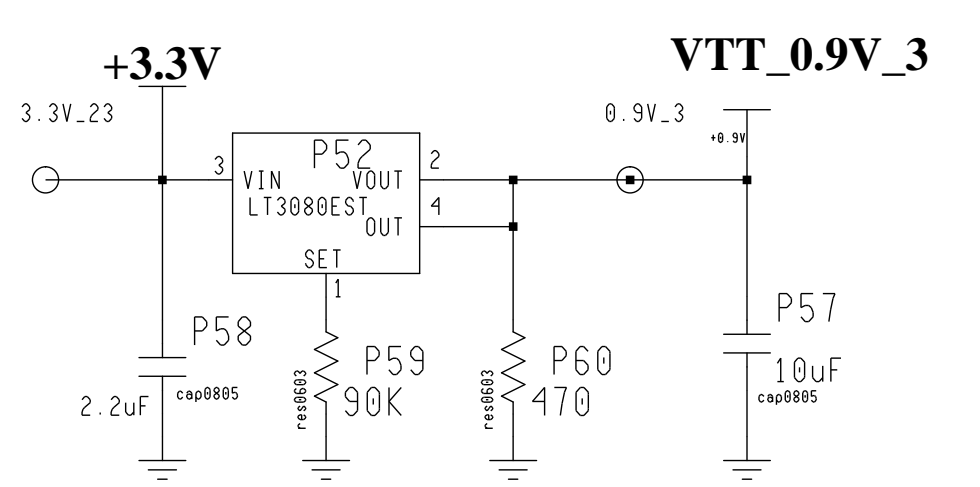 +3.3V
VTT_0.9V_3
3.3V_23
0.9V_3
+0.9V
P52
3
2
VIN
VOUT
LT3080EST
4
OUT
SET
1
P58
P57
P59
P60
10uF
cap0805
cap0805
2.2uF
res0603
90K
res0603
470